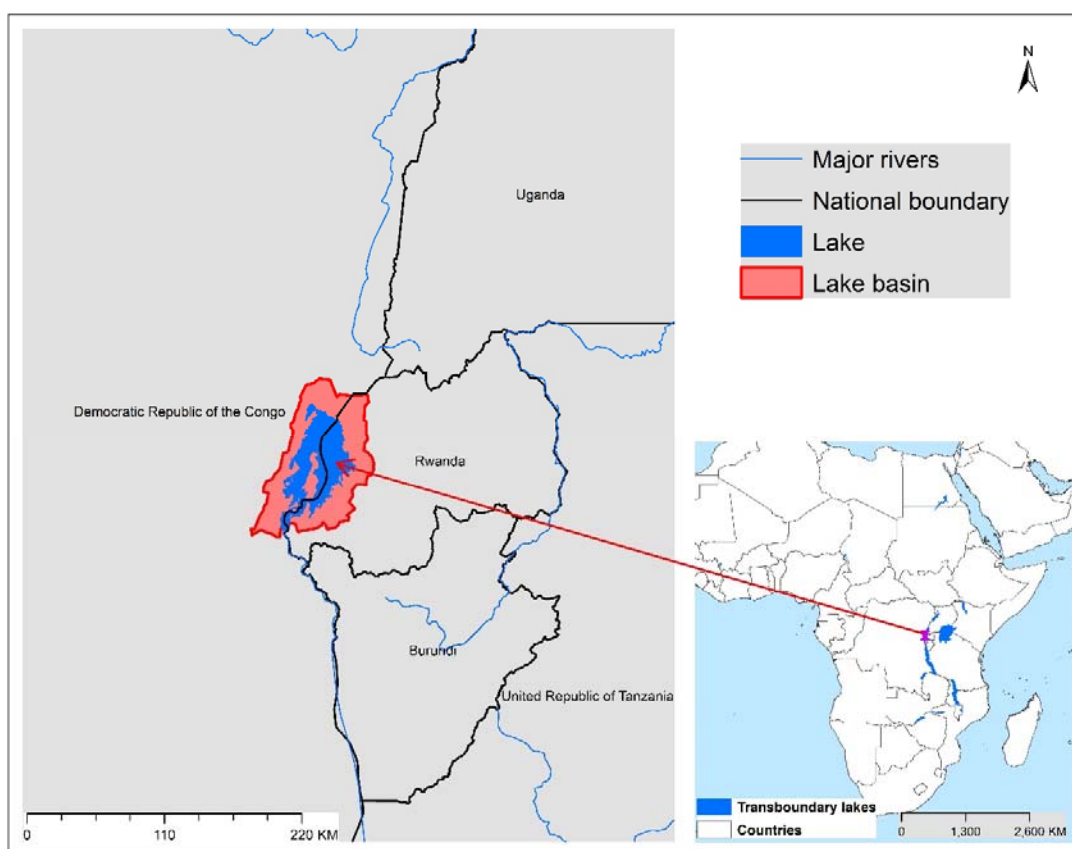 N
Major rivers
National boundary
Lake
Lake basin
Uganda
Democratic Republic of the Congo
Rwanda
Burundi
United Republic of Tanzania
0 110 220 KM
Transboundary lakes
Countries
0 1,300 2,600 KM